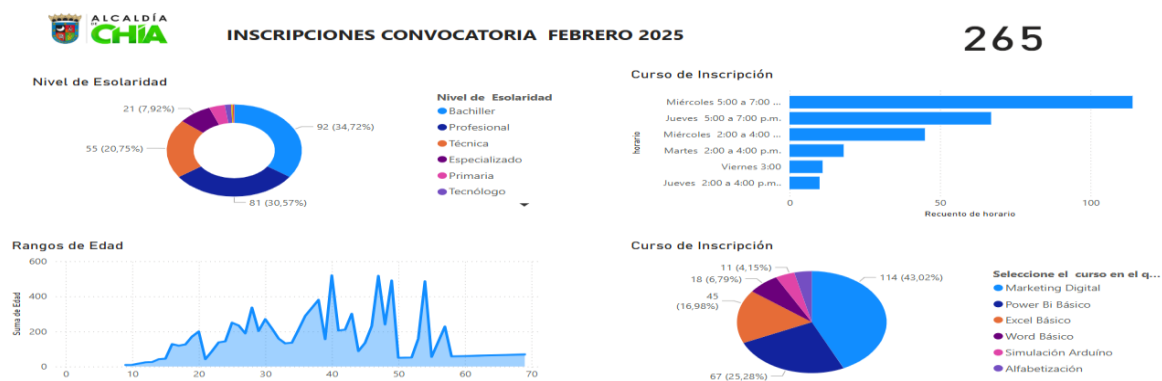 ALCALDÍA
DE
CHÍA
INSCRIPCIONES CONVOCATORIA FEBRERO 2025
265
Nivel de Esolaridad
21 (7,92%)
92 (34,72%)
55 (20,75%)
81 (30,57%)
Nivel de Esolaridad
Bachiller
Profesional
Técnica
Especializado
Primaria
Tecnólogo
Curso de Inscripción
horario
Miércoles 5:00 a 7:00 ...
Jueves 5:00 a 7:00 p.m.
Miércoles 2:00 a 4:00 ...
Martes 2:00 a 4:00 p.m.
Viernes 3:00
Jueves 2:00 a 4:00 p.m..
0 50 100
Recuento de horario
Rangos de Edad
Suma de Edad
600
400
200
0
0 10 20 30 40 50 60 70
Curso de Inscripción
11 (4,15%)
18 (6,79%)
45
(16,98%)
114 (43,02%)
67 (25,28%)
Seleccione el curso en el q...
Marketing Digital
Power Bi Básico
Excel Básico
Word Básico
Simulación Arduíno
Alfabetización